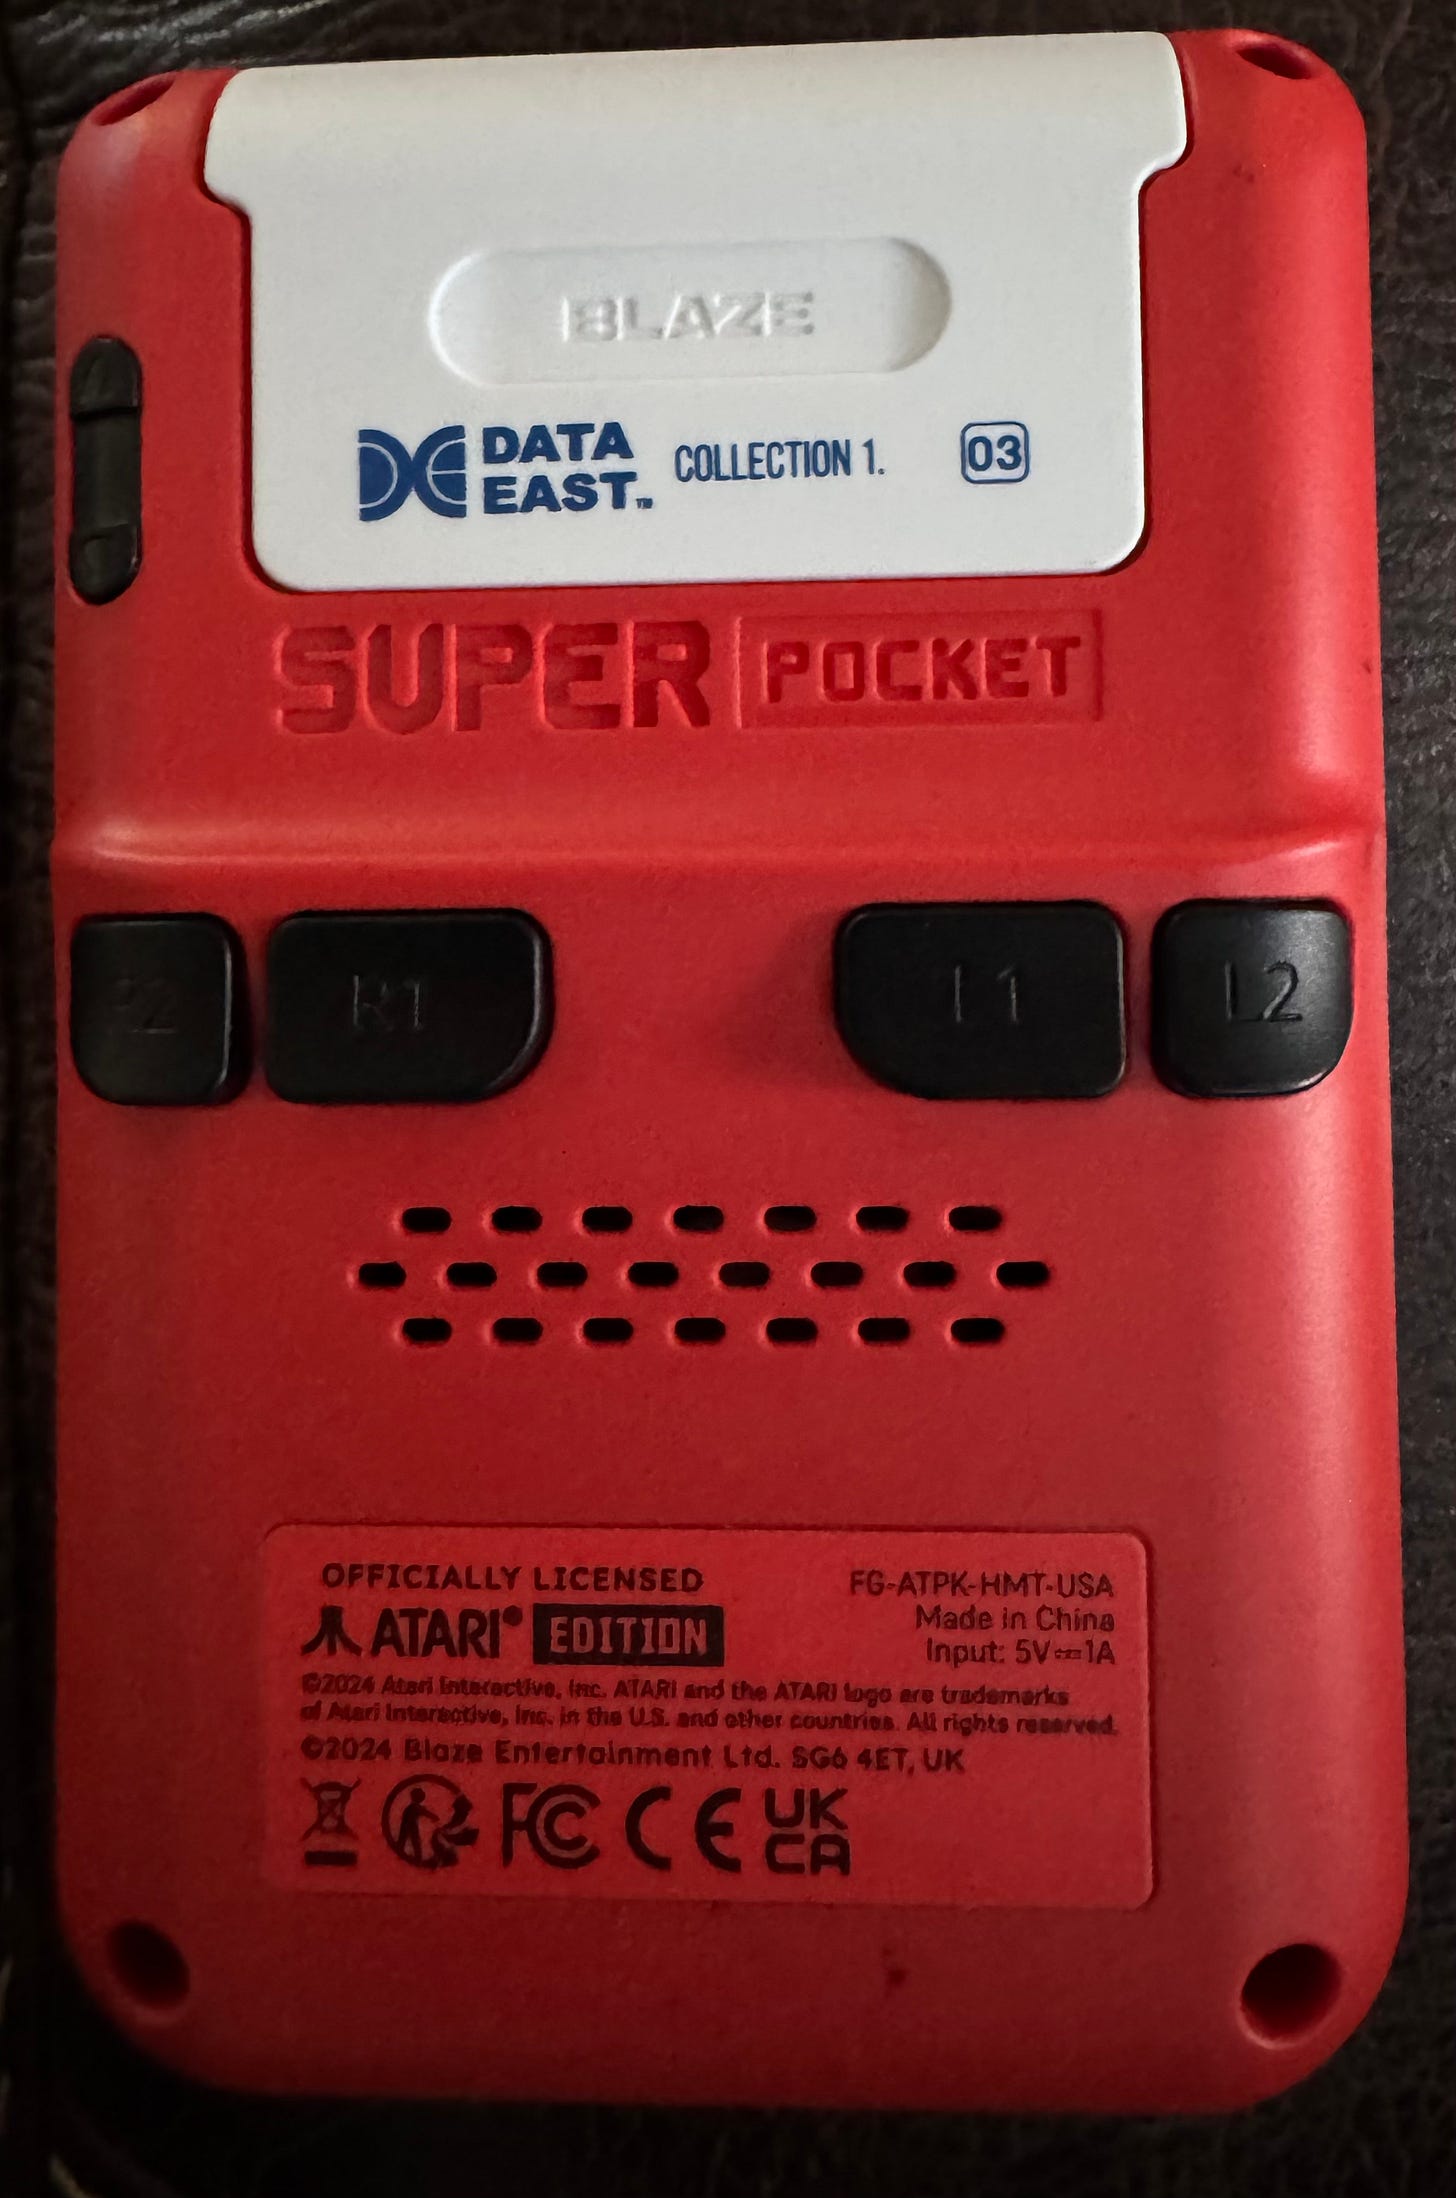 BLAZE
DATA EAST™ COLLECTION 1. 03
SUPER POCKET
R2 R1 L1 L2
OFFICIALLY LICENSED
ATARI® EDITION
FG-ATPK-HMT-USA
Made in China
Input: 5V⎓1A
©2024 Atari Interactive, Inc. ATARI and the ATARI logo are trademarks
of Atari Interactive, Inc. in the U.S. and other countries. All rights reserved.
©2024 Blaze Entertainment Ltd. SG6 4ET, UK
FC CE UK
CA